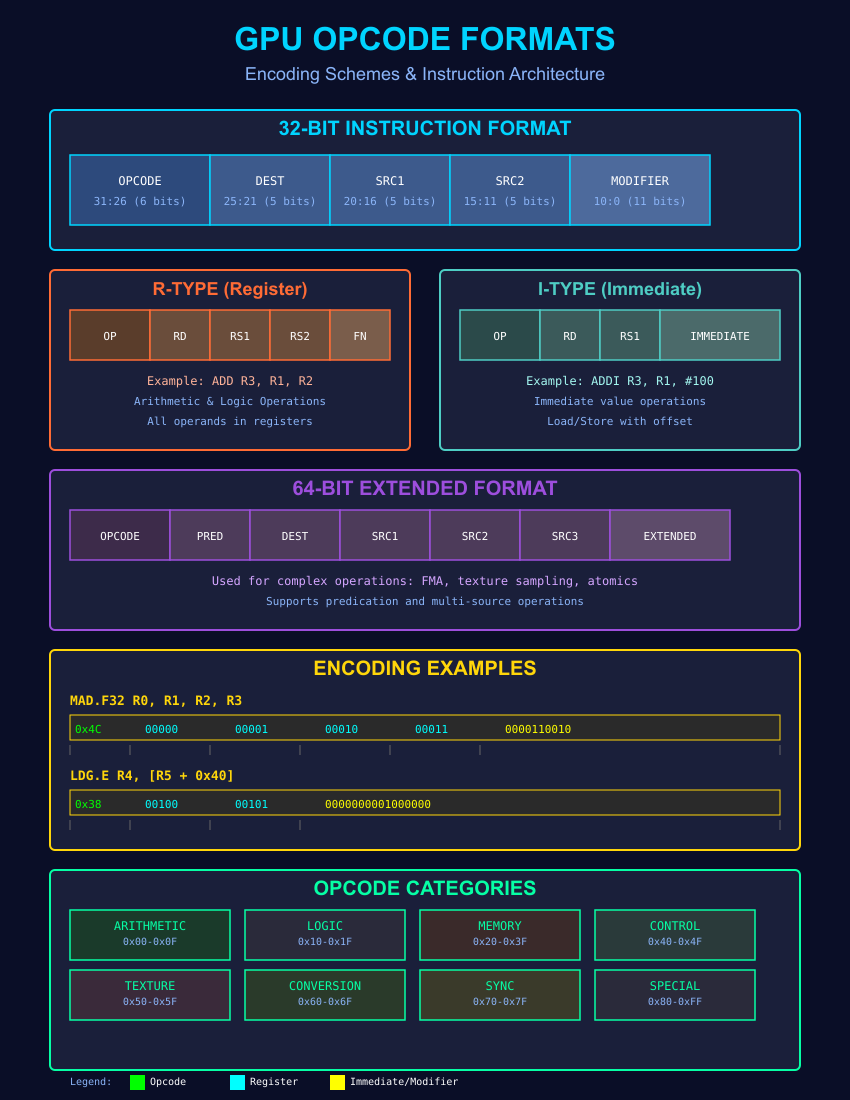 GPU OPCODE FORMATS
Encoding Schemes & Instruction Architecture
32-BIT INSTRUCTION FORMAT
OPCODE DEST SRC1 SRC2 MODIFIER
31:26 (6 bits) 25:21 (5 bits) 20:16 (5 bits) 15:11 (5 bits) 10:0 (11 bits)
R-TYPE (Register)
OP RD RS1 RS2 FN
Example: ADD R3, R1, R2
Arithmetic & Logic Operations
All operands in registers
I-TYPE (Immediate)
OP RD RS1 IMMEDIATE
Example: ADDI R3, R1, #100
Immediate value operations
Load/Store with offset
64-BIT EXTENDED FORMAT
OPCODE PRED DEST SRC1 SRC2 SRC3 EXTENDED
Used for complex operations: FMA, texture sampling, atomics
Supports predication and multi-source operations
ENCODING EXAMPLES
MAD.F32 R0, R1, R2, R3
0x4C 00000 00001 00010 00011 0000110010
LDG.E R4, [R5 + 0x40]
0x38 00100 00101 0000000001000000
OPCODE CATEGORIES
ARITHMETIC LOGIC MEMORY CONTROL
0x00-0x0F 0x10-0x1F 0x20-0x3F 0x40-0x4F
TEXTURE CONVERSION SYNC SPECIAL
0x50-0x5F 0x60-0x6F 0x70-0x7F 0x80-0xFF
Legend: Opcode Register Immediate/Modifier